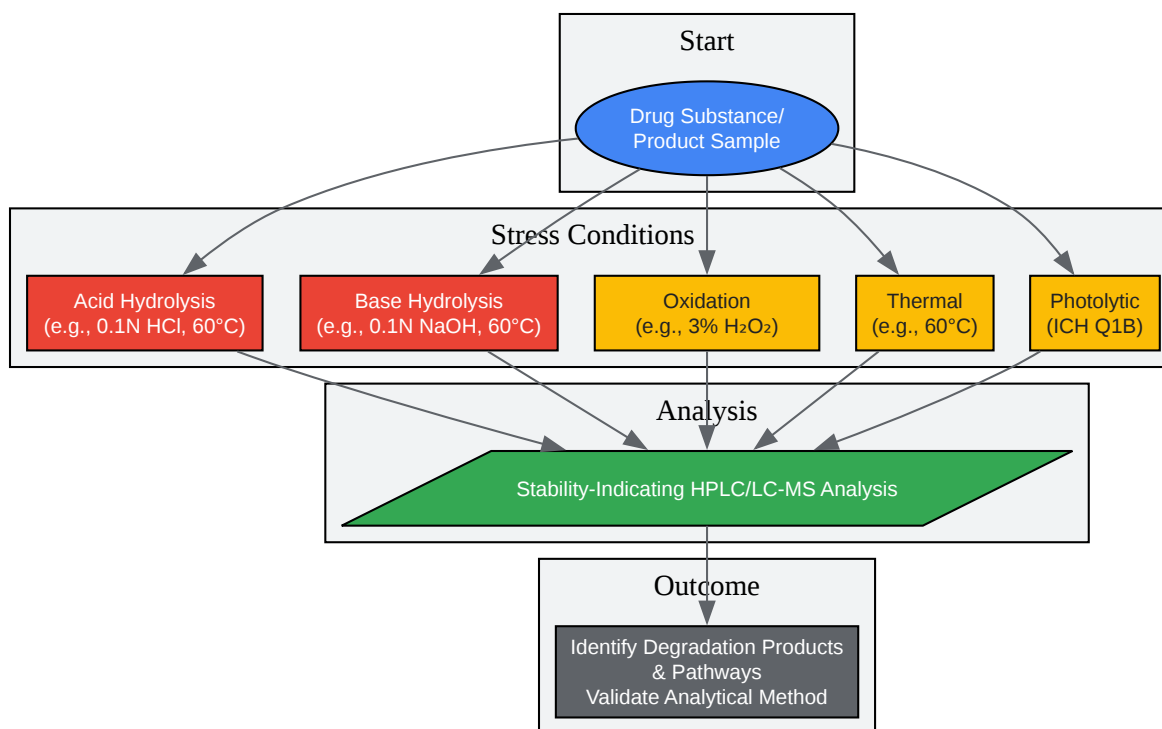 Start
Drug Substance/
Product Sample
Stress Conditions
Acid Hydrolysis
(e.g., 0.1N HCl, 60°C)
Base Hydrolysis
(e.g., 0.1N NaOH, 60°C)
Oxidation
(e.g., 3% H₂O₂)
Thermal
(e.g., 60°C)
Photolytic
(ICH Q1B)
Analysis
Stability-Indicating HPLC/LC-MS Analysis
Outcome
Identify Degradation Products
& Pathways
Validate Analytical Method